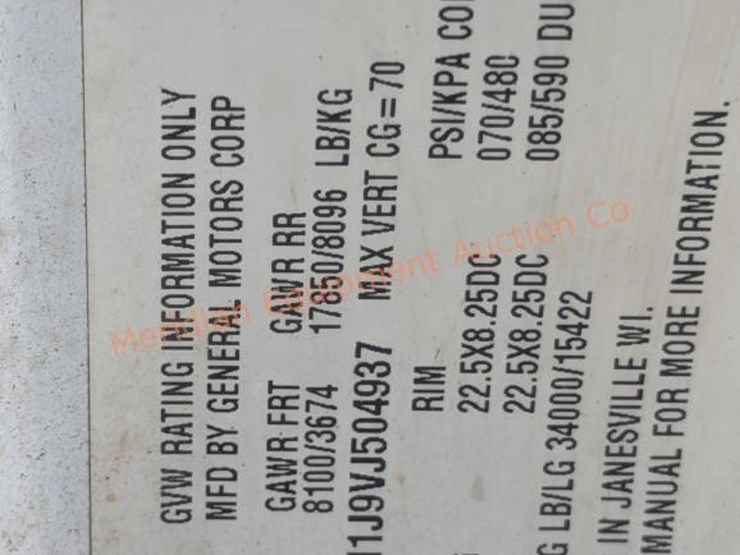 GVW RATING INFORMATION ONLY
MFD BY GENERAL MOTORS CORP
GAWR FRT GAWR RR
8100/3674 17850/8096 LB/KG
1J9VJ504937 MAX VERT CG=70
RIM PSI/KPA
22.5X8.25DC 070/480
22.5X8.25DC 085/590 DU
G LB/LG 34000/15422
IN JANESVILLE WI.
MANUAL FOR MORE INFORMATION.
Meridian Equipment Auction Co